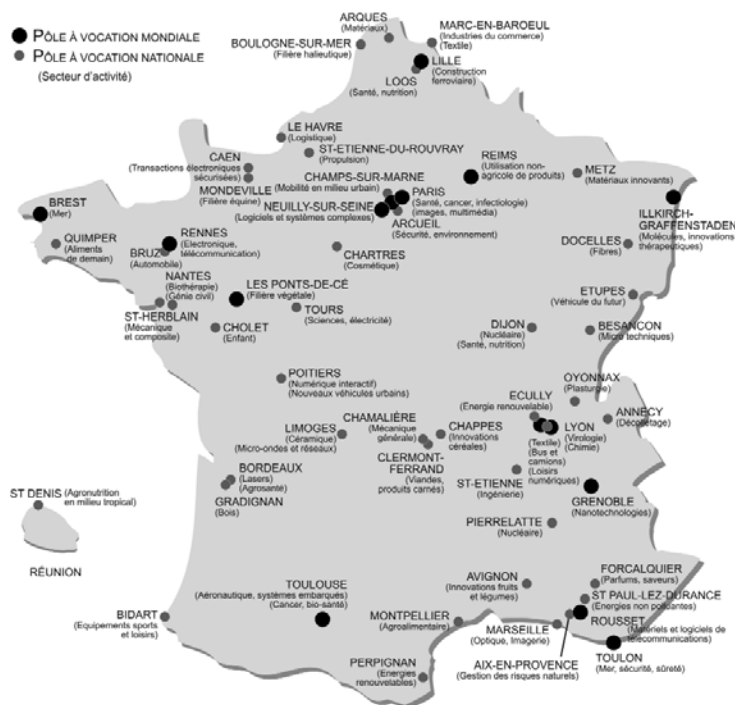 PÔLE À VOCATION MONDIALE
PÔLE À VOCATION NATIONALE
(Secteur d'activité)
ARQUES
(Matériaux)
BOULOGNE-SUR-MER
(Filière halieutique)
MARC-EN-BAROEUL
(Industries du commerce)
(Textile)
LILLE
(Construction
ferroviaire)
LOOS
(Santé, nutrition)
LE HAVRE
(Logistique)
ST-ETIENNE-DU-ROUVRAY
(Propulsion)
CAEN
(Transactions électroniques
sécurisées)
MONDEVILLE
(Filière équine)
CHAMPS-SUR-MARNE
(Mobilité en milieu urbain)
NEUILLY-SUR-SEINE
(Logiciels et systèmes complexes)
PARIS
(Santé, cancer, infectiologie)
(images, multimédia)
ARCUEIL
(Sécurité, environnement)
REIMS
(Utilisation non-
agricole de produits)
METZ
(Matériaux innovants)
ILLKIRCH-
GRAFFENSTADEN
(Molécules, innovations
thérapeutiques)
BREST
(Mer)
QUIMPER
(Aliments
de demain)
RENNES
(Electronique,
télécommunication)
BRUZ
(Automobile)
CHARTRES
(Cosmétique)
DOCELLES
(Fibres)
NANTES
(Biothérapie)
(Génie civil)
LES PONTS-DE-CÉ
(Filière végétale)
ST-HERBLAIN
(Mécanique
et composite)
CHOLET
(Enfant)
TOURS
(Sciences, électricité)
ETUPES
(Véhicule du futur)
DIJON
(Nucléaire)
(Santé, nutrition)
BESANCON
(Micro techniques)
POITIERS
(Numérique interactif)
(Nouveaux véhicules urbains)
OYONNAX
(Plasturgie)
ECULLY
(Energie renouvelable)
ANNECY
(Décolletage)
LIMOGES
(Céramique)
(Micro-ondes et réseaux)
CHAMALIÈRE
(Mécanique
générale)
CHAPPES
(Innovations
céréales)
CLERMONT-
FERRAND
(Viandes,
produits carnés)
LYON
(Virologie)
(Chimie)
(Textile)
(Bus et
camions)
(Loisirs
numériques)
ST-ETIENNE
(Ingénierie)
BORDEAUX
(Lasers)
(Agrosanté)
GRADIGNAN
(Bois)
GRENOBLE
(Nanotechnologies)
PIERRELATTE
(Nucléaire)
ST DENIS (Agronutrition
en milieu tropical)
RÉUNION
TOULOUSE
(Aéronautique, systèmes embarqués)
(Cancer, bio-santé)
AVIGNON
(Innovations fruits
et légumes)
FORCALQUIER
(Parfums, saveurs)
ST PAUL-LEZ-DURANCE
(Energies non polluantes)
BIDART
(Equipements sports
et loisirs)
MONTPELLIER
(Agroalimentaire)
MARSEILLE
(Optique, Imagerie)
ROUSSET
(Matériels et logiciels de
télécommunications)
AIX-EN-PROVENCE
(Gestion des risques naturels)
TOULON
(Mer, sécurité, sûreté)
PERPIGNAN
(Energies
renouvelables)